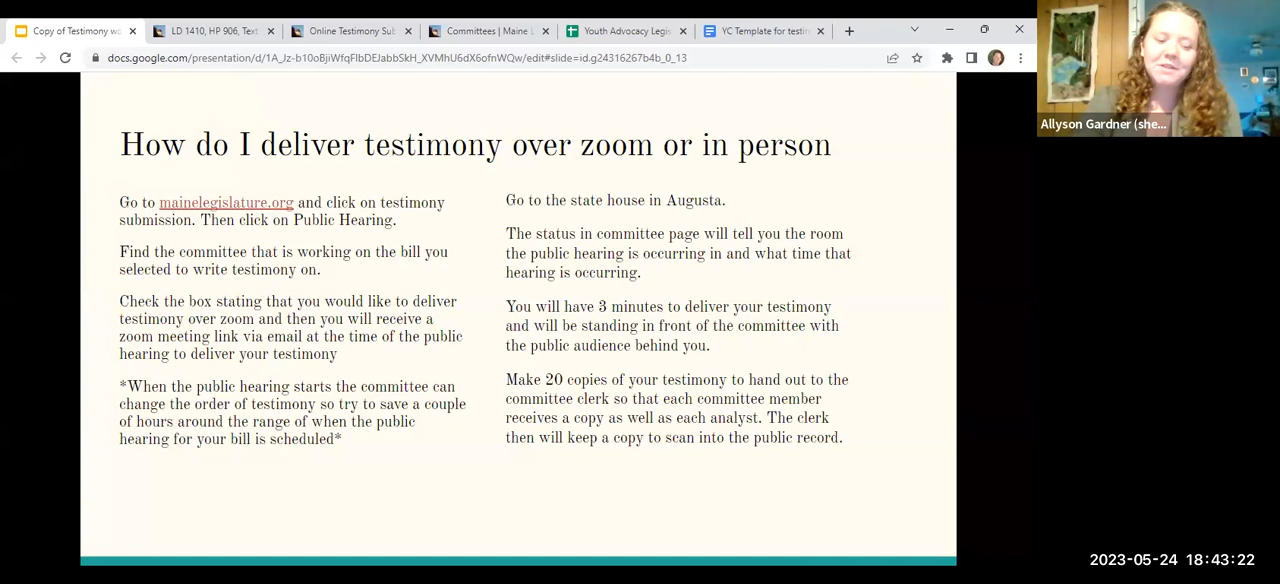 Copy of Testimony wo
LD 1410, HP 906, Text
Online Testimony Sub
Committees | Maine L
Youth Advocacy Legis
YC Template for testin
docs.google.com/presentation/d/1A_Jz-b10oBjiWfqFlbDEJabbSkH_XVMhU6dX6ofnWQw/edit#slide=id.g24316267b4b_0_13
Allyson Gardner (she...
How do I deliver testimony over zoom or in person
Go to mainelegislature.org and click on testimony
submission. Then click on Public Hearing.
Find the committee that is working on the bill you
selected to write testimony on.
Check the box stating that you would like to deliver
testimony over zoom and then you will receive a
zoom meeting link via email at the time of the public
hearing to deliver your testimony
*When the public hearing starts the committee can
change the order of testimony so try to save a couple
of hours around the range of when the public
hearing for your bill is scheduled*
Go to the state house in Augusta.
The status in committee page will tell you the room
the public hearing is occurring in and what time that
hearing is occurring.
You will have 3 minutes to deliver your testimony
and will be standing in front of the committee with
the public audience behind you.
Make 20 copies of your testimony to hand out to the
committee clerk so that each committee member
receives a copy as well as each analyst. The clerk
then will keep a copy to scan into the public record.
2023-05-24 18:43:22